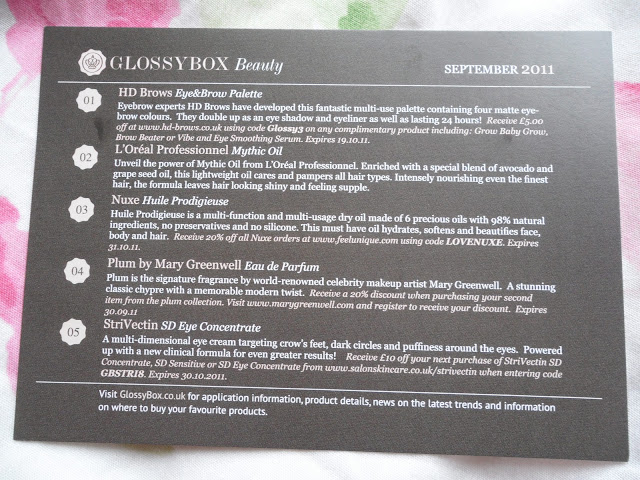 GLOSSYBOX Beauty
SEPTEMBER 2011
01
HD Brows Eye&Brow Palette
Eyebrow experts HD Brows have developed this fantastic multi-use palette containing four matte eye-
brow colours. They double up as an eye shadow and eyeliner as well as lasting 24 hours! Receive £5.00
off at www.hd-brows.co.uk using code Glossy3 on any complimentary product including: Grow Baby Grow,
Brow Beater or Vibe and Eye Smoothing Serum. Expires 19.10.11.
02
L'Oréal Professionnel Mythic Oil
Unveil the power of Mythic Oil from L'Oréal Professionnel. Enriched with a special blend of avocado and
grape seed oil, this lightweight oil cares and pampers all hair types. Intensely nourishing even the finest
hair, the formula leaves hair looking shiny and feeling supple.
03
Nuxe Huile Prodigieuse
Huile Prodigieuse is a multi-function and multi-usage dry oil made of 6 precious oils with 98% natural
ingredients, no preservatives and no silicone. This must have oil hydrates, softens and beautifies face,
body and hair. Receive 20% off all Nuxe orders at www.feelunique.com using code LOVENUXE. Expires
31.10.11.
04
Plum by Mary Greenwell Eau de Parfum
Plum is the signature fragrance by world-renowned celebrity makeup artist Mary Greenwell. A stunning
classic chypre with a memorable modern twist. Receive a 20% discount when purchasing your second
item from the plum collection. Visit www.marygreenwell.com and register to receive your discount. Expires
30.09.11
05
StriVectin SD Eye Concentrate
A multi-dimensional eye cream targeting crow's feet, dark circles and puffiness around the eyes. Powered
up with a new clinical formula for even greater results! Receive £10 off your next purchase of StriVectin SD
Concentrate, SD Sensitive or SD Eye Concentrate from www.salonskincare.co.uk/strivectin when entering code
GBSTRI8. Expires 30.10.2011.
Visit GlossyBox.co.uk for application information, product details, news on the latest trends and information
on where to buy your favourite products.